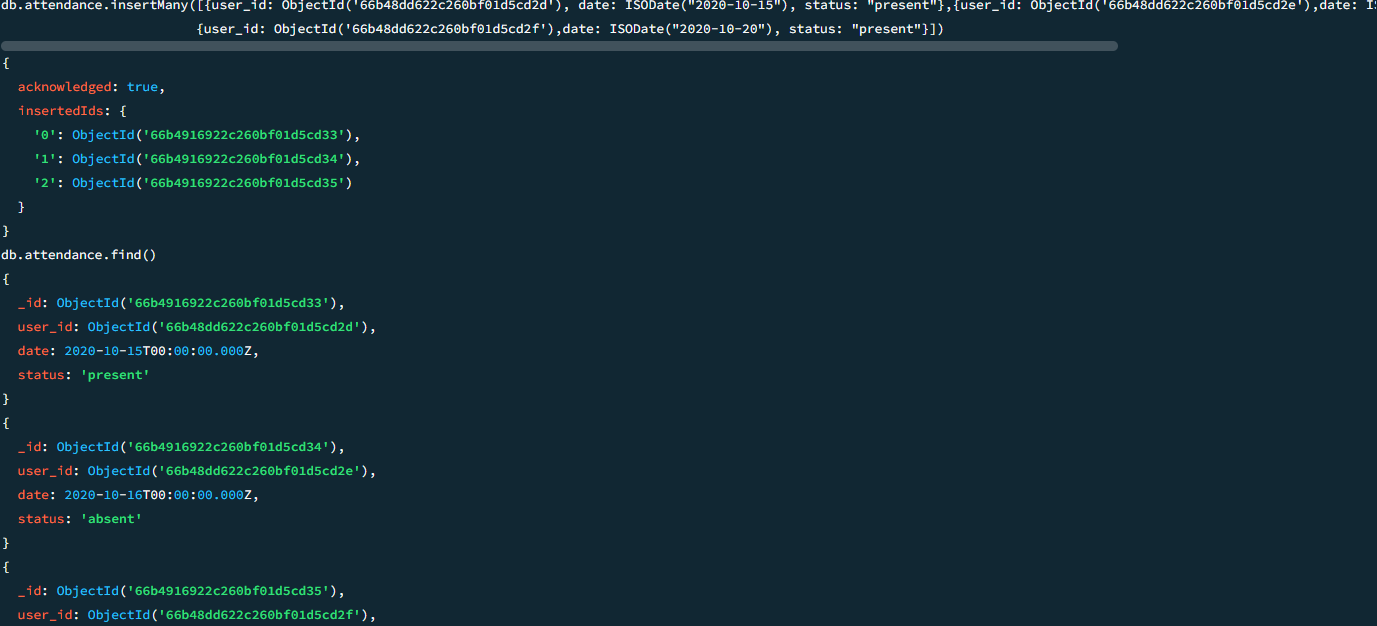 db.attendance.insertMany([{user_id: ObjectId('66b48dd622c260bf01d5cd2d'), date: ISODate("2020-10-15"), status: "present"},{user_id: ObjectId('66b48dd622c260bf01d5cd2e'),date:
{user_id: ObjectId('66b48dd622c260bf01d5cd2f'),date: ISODate("2020-10-20"), status: "present"}])
{
acknowledged: true,
insertedIds: {
'0': ObjectId('66b4916922c260bf01d5cd33'),
'1': ObjectId('66b4916922c260bf01d5cd34'),
'2': ObjectId('66b4916922c260bf01d5cd35')
}
}
db.attendance.find()
{
_id: ObjectId('66b4916922c260bf01d5cd33'),
user_id: ObjectId('66b48dd622c260bf01d5cd2d'),
date: 2020-10-15T00:00:00.000Z,
status: 'present'
}
{
_id: ObjectId('66b4916922c260bf01d5cd34'),
user_id: ObjectId('66b48dd622c260bf01d5cd2e'),
date: 2020-10-16T00:00:00.000Z,
status: 'absent'
}
{
_id: ObjectId('66b4916922c260bf01d5cd35'),
user_id: ObjectId('66b48dd622c260bf01d5cd2f'),